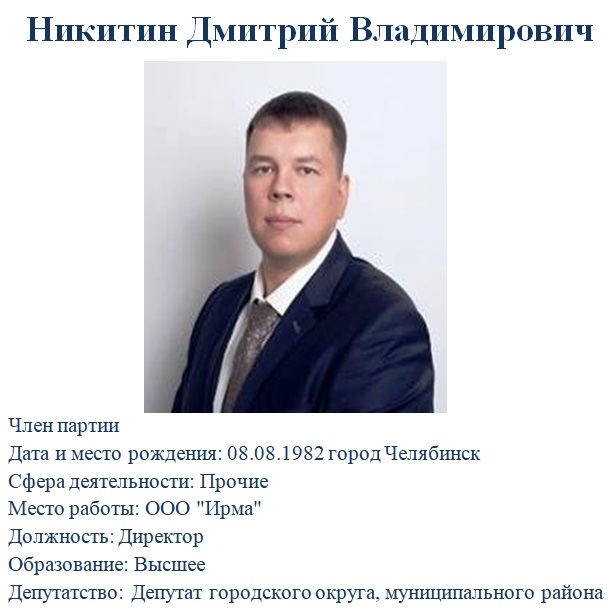 Никитин Дмитрий Владимирович
Член партии
Дата и место рождения: 08.08.1982 город Челябинск
Сфера деятельности: Прочие
Место работы: ООО "Ирма"
Должность: Директор
Образование: Высшее
Депутатство: Депутат городского округа, муниципального района